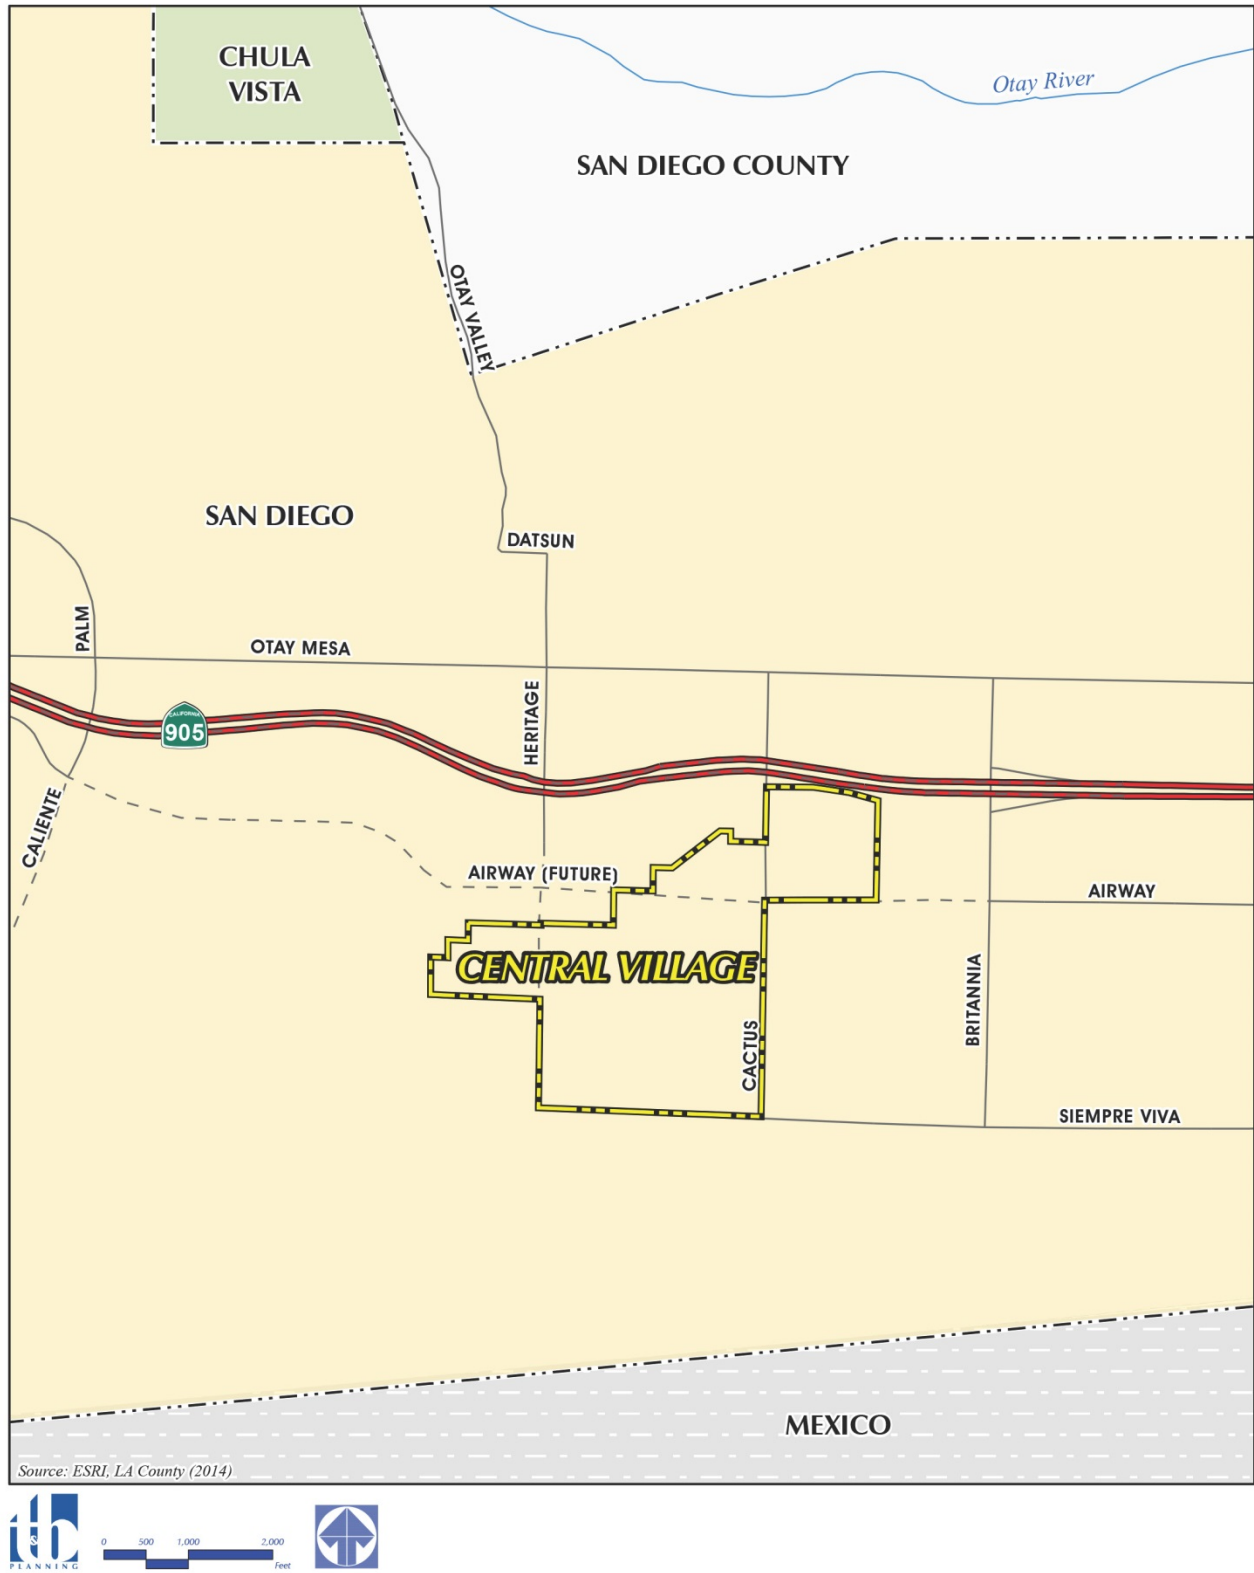 CHULA
VISTA
Otay River
SAN DIEGO COUNTY
OTAY VALLEY
SAN DIEGO
DATSUN
PALM
OTAY MESA
HERITAGE
CALIFORNIA
905
CALIENTE
AIRWAY (FUTURE)
AIRWAY
CENTRAL VILLAGE
BRITANNIA
CACTUS
SIEMPRE VIVA
MEXICO
Source: ESRI, LA County (2014)
t&b
PLANNING
0 500 1,000 2,000
Feet